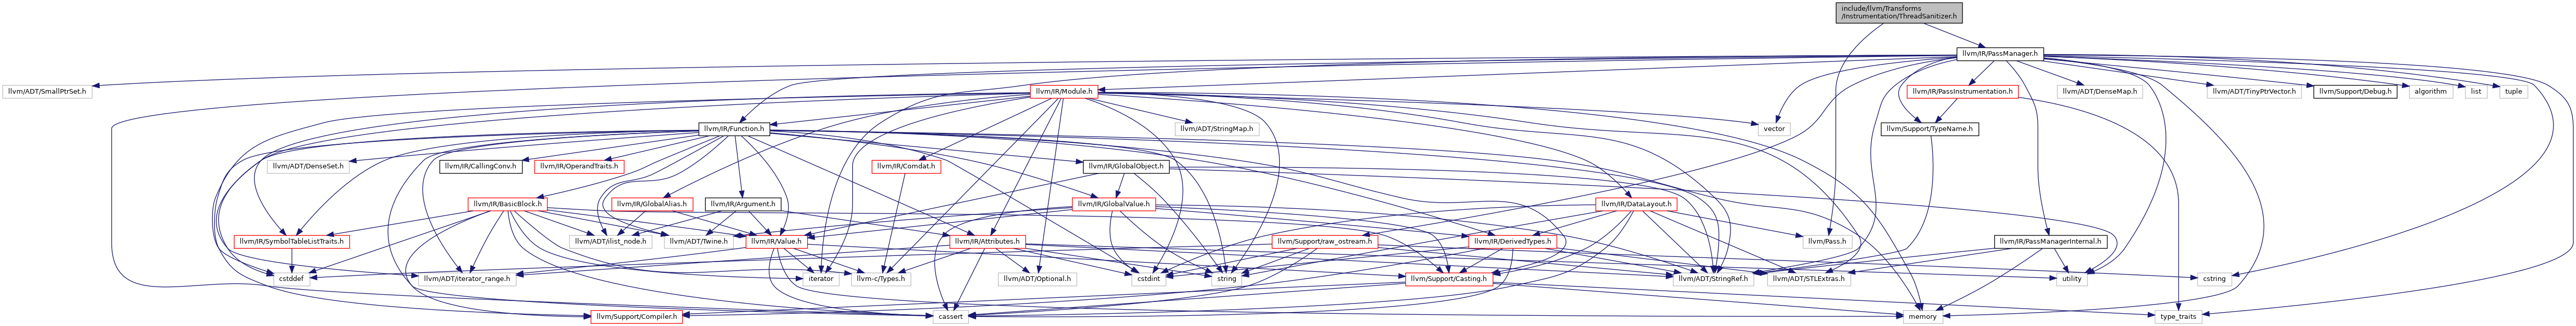 include/llvm/Transforms
/Instrumentation/ThreadSanitizer.h
llvm/IR/PassManager.h
llvm/ADT/SmallPtrSet.h
llvm/IR/Module.h
llvm/IR/PassInstrumentation.h
llvm/ADT/DenseMap.h
llvm/ADT/TinyPtrVector.h
llvm/Support/Debug.h
algorithm
list
tuple
llvm/IR/Function.h
llvm/ADT/StringMap.h
vector
llvm/Support/TypeName.h
llvm/ADT/DenseSet.h
llvm/IR/CallingConv.h
llvm/IR/OperandTraits.h
llvm/IR/Comdat.h
llvm/IR/GlobalObject.h
llvm/IR/BasicBlock.h
llvm/IR/GlobalAlias.h
llvm/IR/Argument.h
llvm/IR/GlobalValue.h
llvm/IR/DataLayout.h
llvm/IR/SymbolTableListTraits.h
llvm/ADT/ilist_node.h
llvm/ADT/Twine.h
llvm/IR/Value.h
llvm/IR/Attributes.h
llvm/Support/raw_ostream.h
llvm/IR/DerivedTypes.h
llvm/Pass.h
llvm/IR/PassManagerInternal.h
cstddef
llvm/ADT/iterator_range.h
iterator
llvm-c/Types.h
llvm/ADT/Optional.h
cstdint
string
llvm/Support/Casting.h
llvm/ADT/StringRef.h
llvm/ADT/STLExtras.h
utility
cstring
llvm/Support/Compiler.h
cassert
memory
type_traits